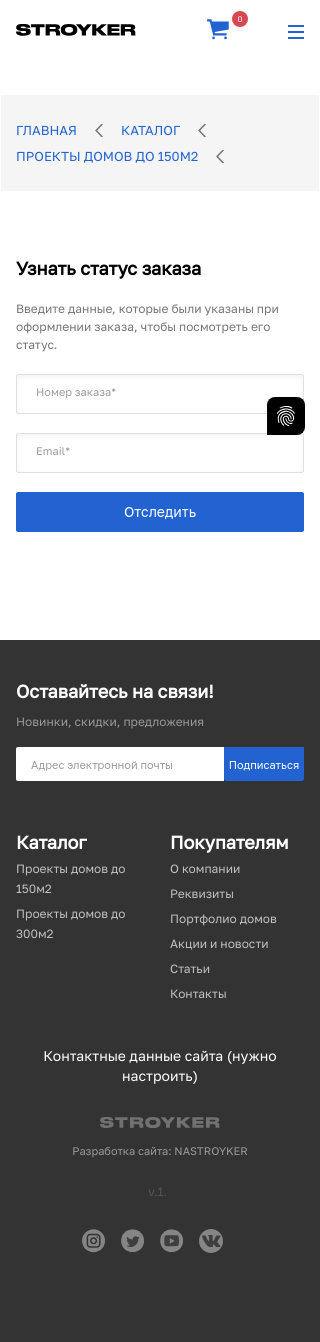 STROYKER
0
ГЛАВНАЯ КАТАЛОГ
ПРОЕКТЫ ДОМОВ ДО 150М2
Узнать статус заказа
Введите данные, которые были указаны при
оформлении заказа, чтобы посмотреть его
статус.
Номер заказа*
Email*
Отследить
Оставайтесь на связи!
Новинки, скидки, предложения
Адрес электронной почты
Подписаться
Каталог
Проекты домов до
150м2
Проекты домов до
300м2
Покупателям
О компании
Реквизиты
Портфолио домов
Акции и новости
Статьи
Контакты
Контактные данные сайта (нужно
настроить)
STROYKER
Разработка сайта: NASTROYKER
v.1.